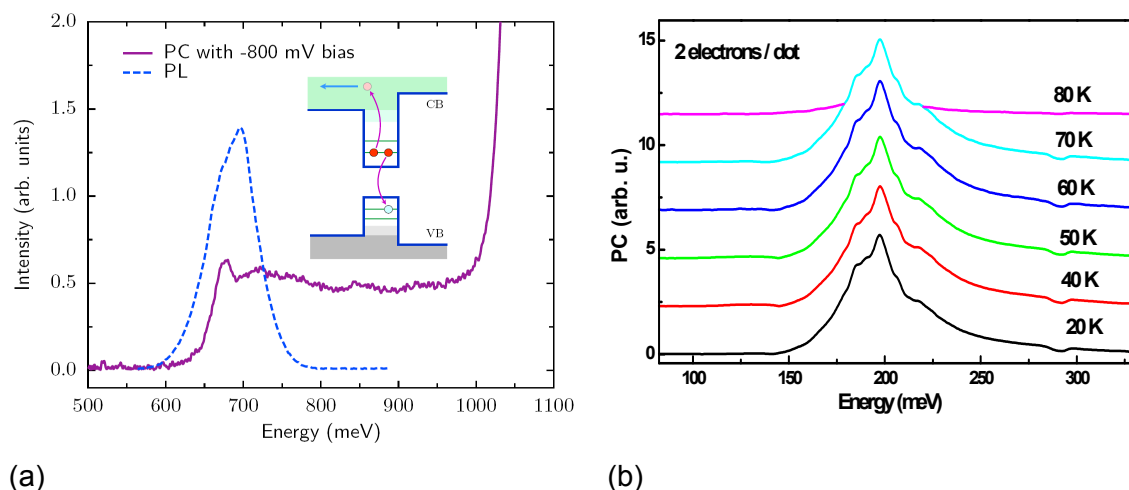 2.0
1.5
1.0
0.5
0.0
Intensity (arb. units)
PC with -800 mV bias
PL
CB
VB
500 600 700 800 900 1000 1100
Energy (meV)
(a)
(b)
15
10
5
0
PC (arb. u.)
2 electrons / dot
80 K
70 K
60 K
50 K
40 K
20 K
100 150 200 250 300
Energy (meV)